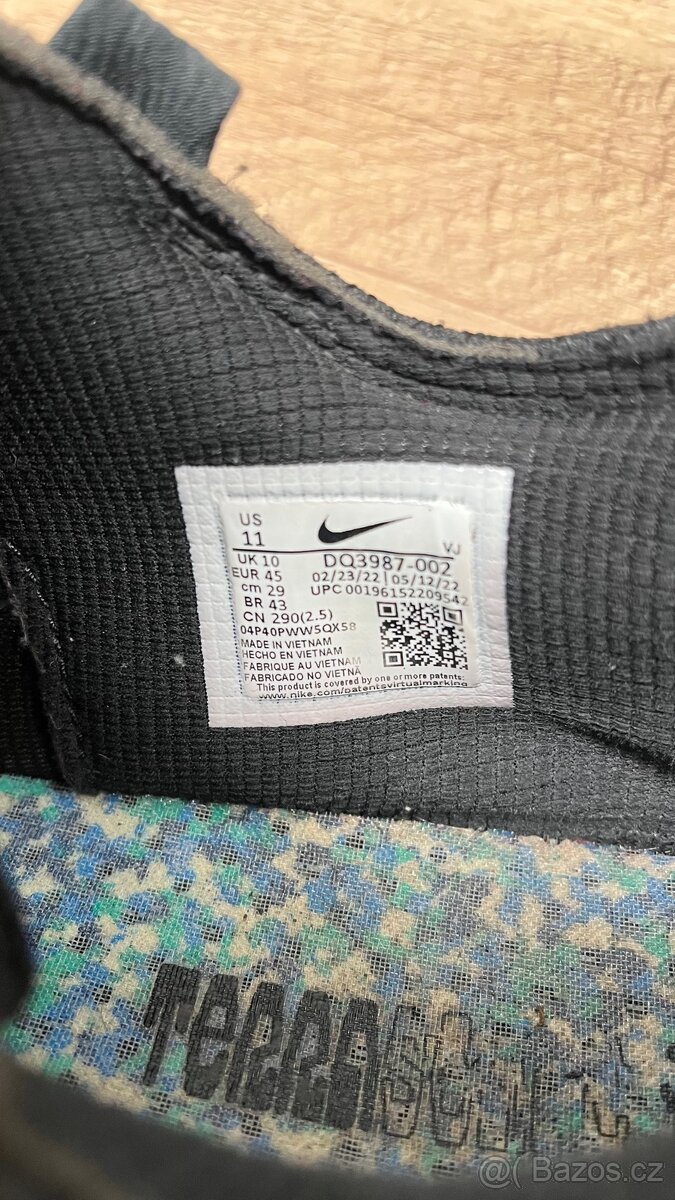 US
11
VJ
UK 10
DQ3987-002
EUR 45
02/23/22 | 05/12/22
cm 29
UPC 00196152209542
BR 43
CN 290(2.5)
04P40PWW5QX58
MADE IN VIETNAM
HECHO EN VIETNAM
FABRIQUE AU VIETNAM
FABRICADO NO VIETNÃ
This product is covered by one or more patents:
www.nike.com/patentsvirtualmarking
Terra
@ Bazos.cz